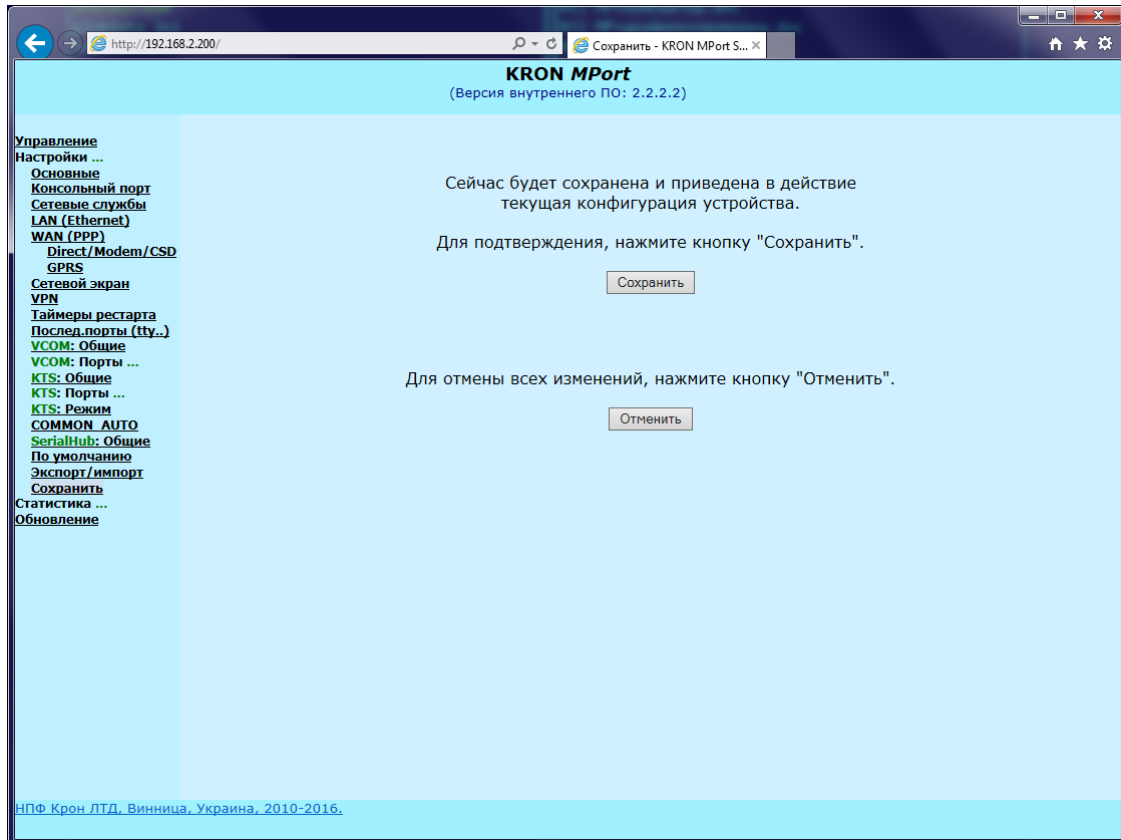 http://192.168.2.200/
Сохранить - KRON MPort S...
KRON MPort
(Версия внутреннего ПО: 2.2.2.2)
Управление
Настройки ...
Основные
Консольный порт
Сетевые службы
LAN (Ethernet)
WAN (PPP)
Direct/Modem/CSD
GPRS
Сетевой экран
VPN
Таймеры рестарта
Послед.порты (tty..)
VCOM: Общие
VCOM: Порты ...
KTS: Общие
KTS: Порты ...
KTS: Режим
COMMON_AUTO
SerialHub: Общие
По умолчанию
Экспорт/импорт
Сохранить
Статистика ...
Обновление
Сейчас будет сохранена и приведена в действие
текущая конфигурация устройства.
Для подтверждения, нажмите кнопку "Сохранить".
Сохранить
Для отмены всех изменений, нажмите кнопку "Отменить".
Отменить
НПФ Крон ЛТД, Винница, Украина, 2010-2016.